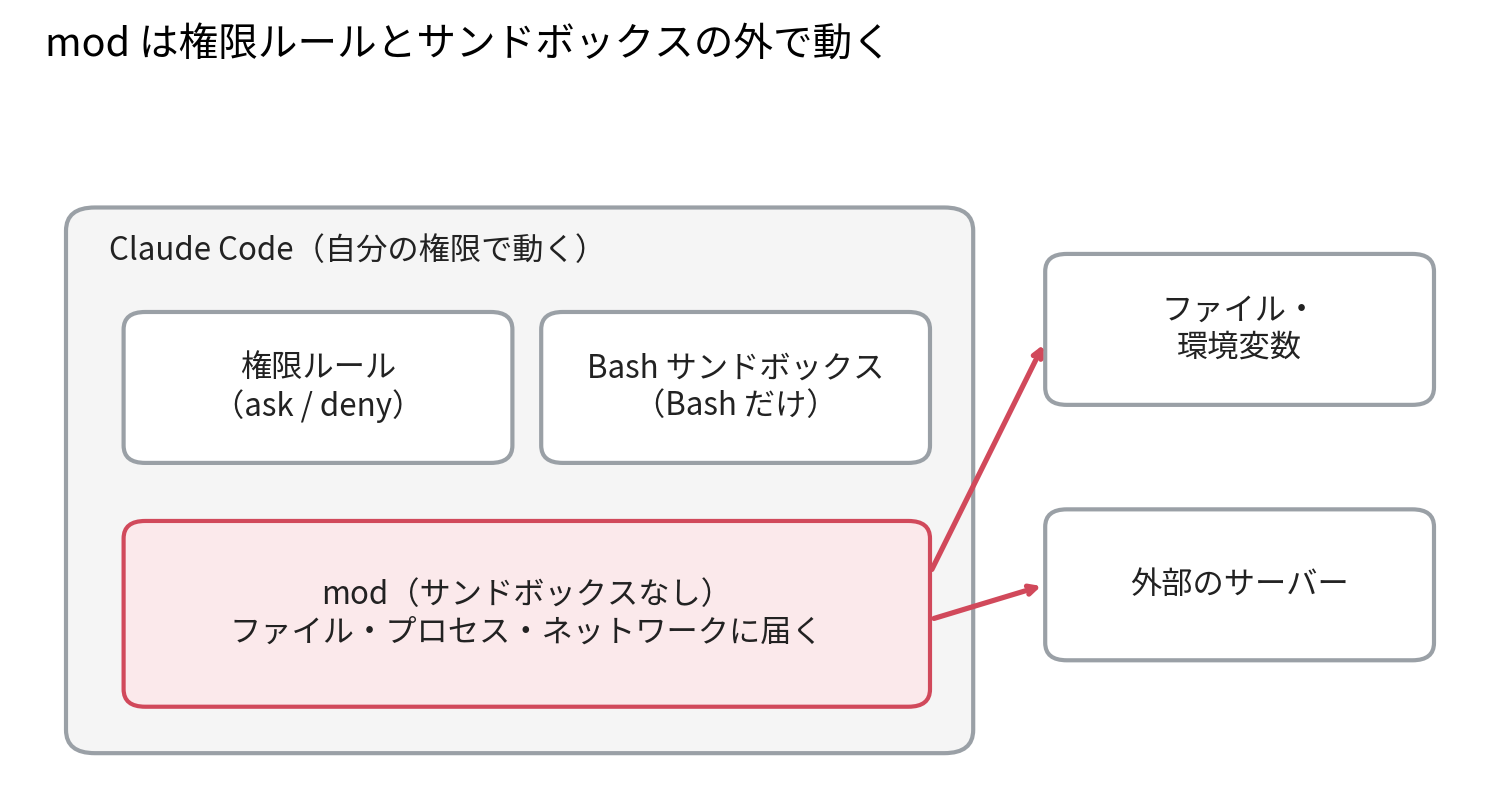 mod は権限ルールとサンドボックスの外で動く
Claude Code（自分の権限で動く）
権限ルール
（ask / deny）
Bash サンドボックス
（Bash だけ）
mod（サンドボックスなし）
ファイル・プロセス・ネットワークに届く
ファイル・
環境変数
外部のサーバー